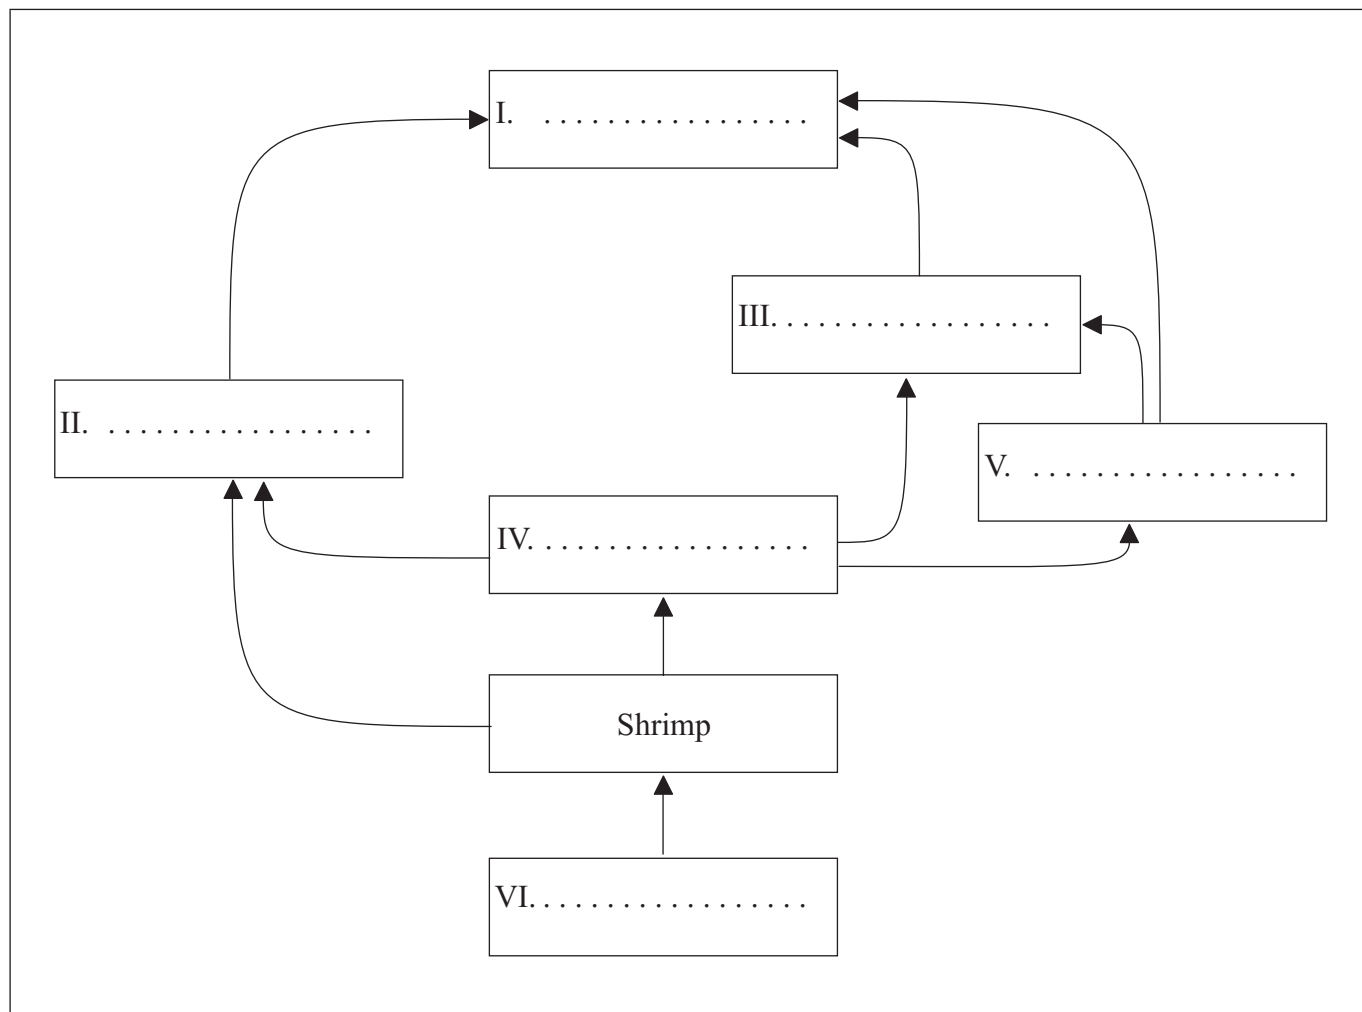 I. . . . . . . . . . . . . . . . . .
III. . . . . . . . . . . . . . . . . .
II. . . . . . . . . . . . . . . . . .
V. . . . . . . . . . . . . . . . . .
IV. . . . . . . . . . . . . . . . . . .
Shrimp
VI. . . . . . . . . . . . . . . . . . .